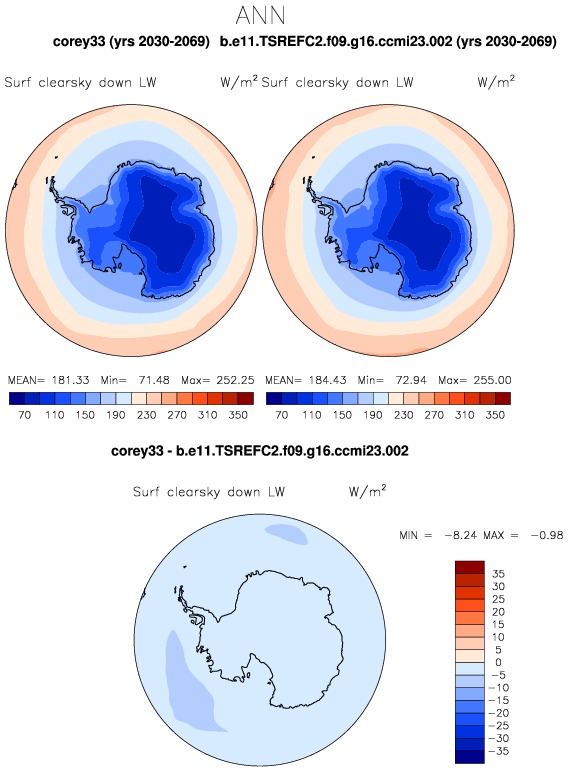 ANN
corey33 (yrs 2030-2069) b.e11.TSREFC2.f09.g16.ccmi23.002 (yrs 2030-2069)
Surf clearsky down LW W/m² Surf clearsky down LW W/m²
MEAN= 181.33 Min= 71.48 Max= 252.25 MEAN= 184.43 Min= 72.94 Max= 255.00
70 110 150 190 230 270 310 350 70 110 150 190 230 270 310 350
corey33 - b.e11.TSREFC2.f09.g16.ccmi23.002
Surf clearsky down LW W/m²
MIN = -8.24 MAX = -0.98
35
30
25
20
15
10
5
0
-5
-10
-15
-20
-25
-30
-35